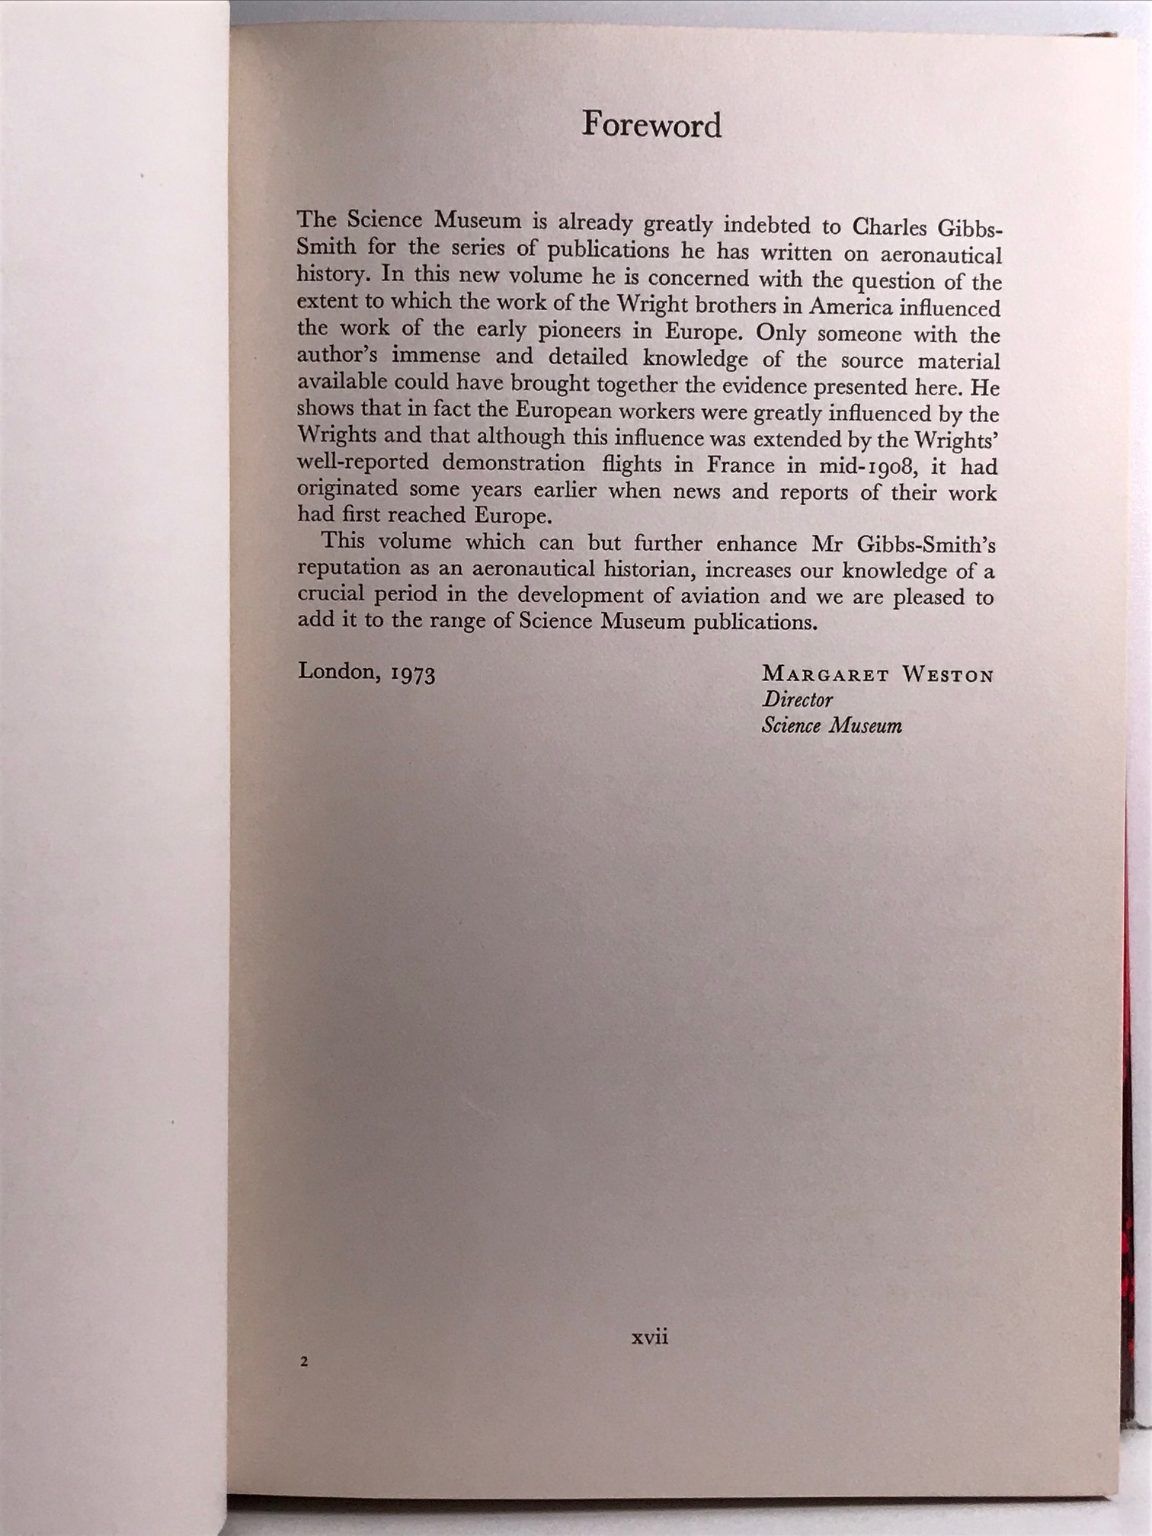 Foreword
The Science Museum is already greatly indebted to Charles Gibbs-
Smith for the series of publications he has written on aeronautical
history. In this new volume he is concerned with the question of the
extent to which the work of the Wright brothers in America influenced
the work of the early pioneers in Europe. Only someone with the
author's immense and detailed knowledge of the source material
available could have brought together the evidence presented here. He
shows that in fact the European workers were greatly influenced by the
Wrights and that although this influence was extended by the Wrights'
well-reported demonstration flights in France in mid-1908, it had
originated some years earlier when news and reports of their work
had first reached Europe.
This volume which can but further enhance Mr Gibbs-Smith's
reputation as an aeronautical historian, increases our knowledge of a
crucial period in the development of aviation and we are pleased to
add it to the range of Science Museum publications.
London, 1973 MARGARET WESTON
Director
Science Museum
xvii
2